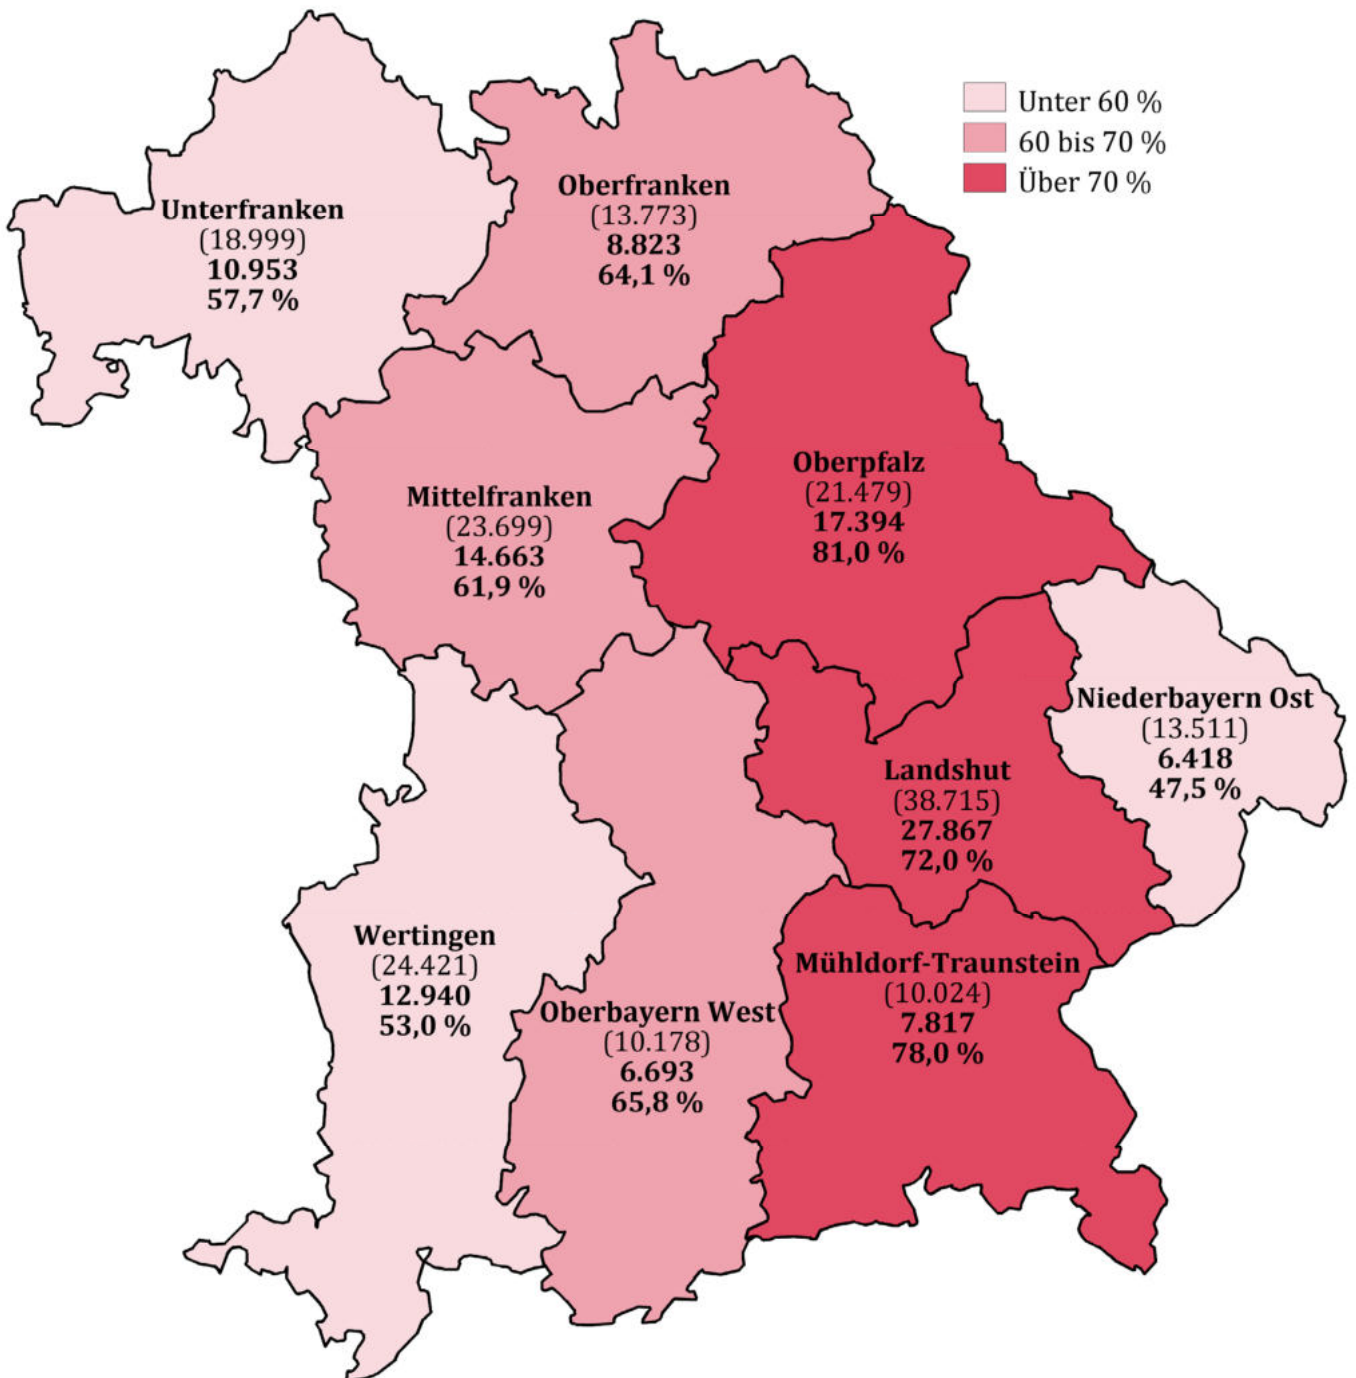 Unter 60 %
60 bis 70 %
Über 70 %
Unterfranken
(18.999)
10.953
57,7 %
Oberfranken
(13.773)
8.823
64,1 %
Mittelfranken
(23.699)
14.663
61,9 %
Oberpfalz
(21.479)
17.394
81,0 %
Niederbayern Ost
(13.511)
6.418
47,5 %
Landshut
(38.715)
27.867
72,0 %
Wertingen
(24.421)
12.940
53,0 %
Oberbayern West
(10.178)
6.693
65,8 %
Mühldorf-Traunstein
(10.024)
7.817
78,0 %